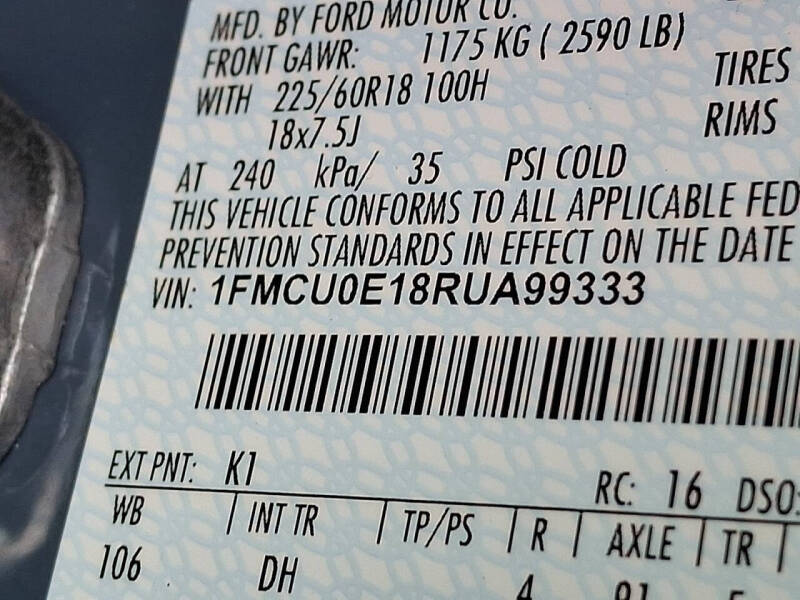 MFD. BY FORD MOTOR CO.
FRONT GAWR: 1175 KG ( 2590 LB)
WITH 225/60R18 100H TIRES
18x7.5J RIMS
AT 240 kPa/ 35 PSI COLD
THIS VEHICLE CONFORMS TO ALL APPLICABLE FED
PREVENTION STANDARDS IN EFFECT ON THE DATE
VIN: 1FMCU0E18RUA99333
EXT PNT: K1 RC: 16 DSO:
WB | INT TR | TP/PS | R | AXLE | TR |
106 DH 4 91